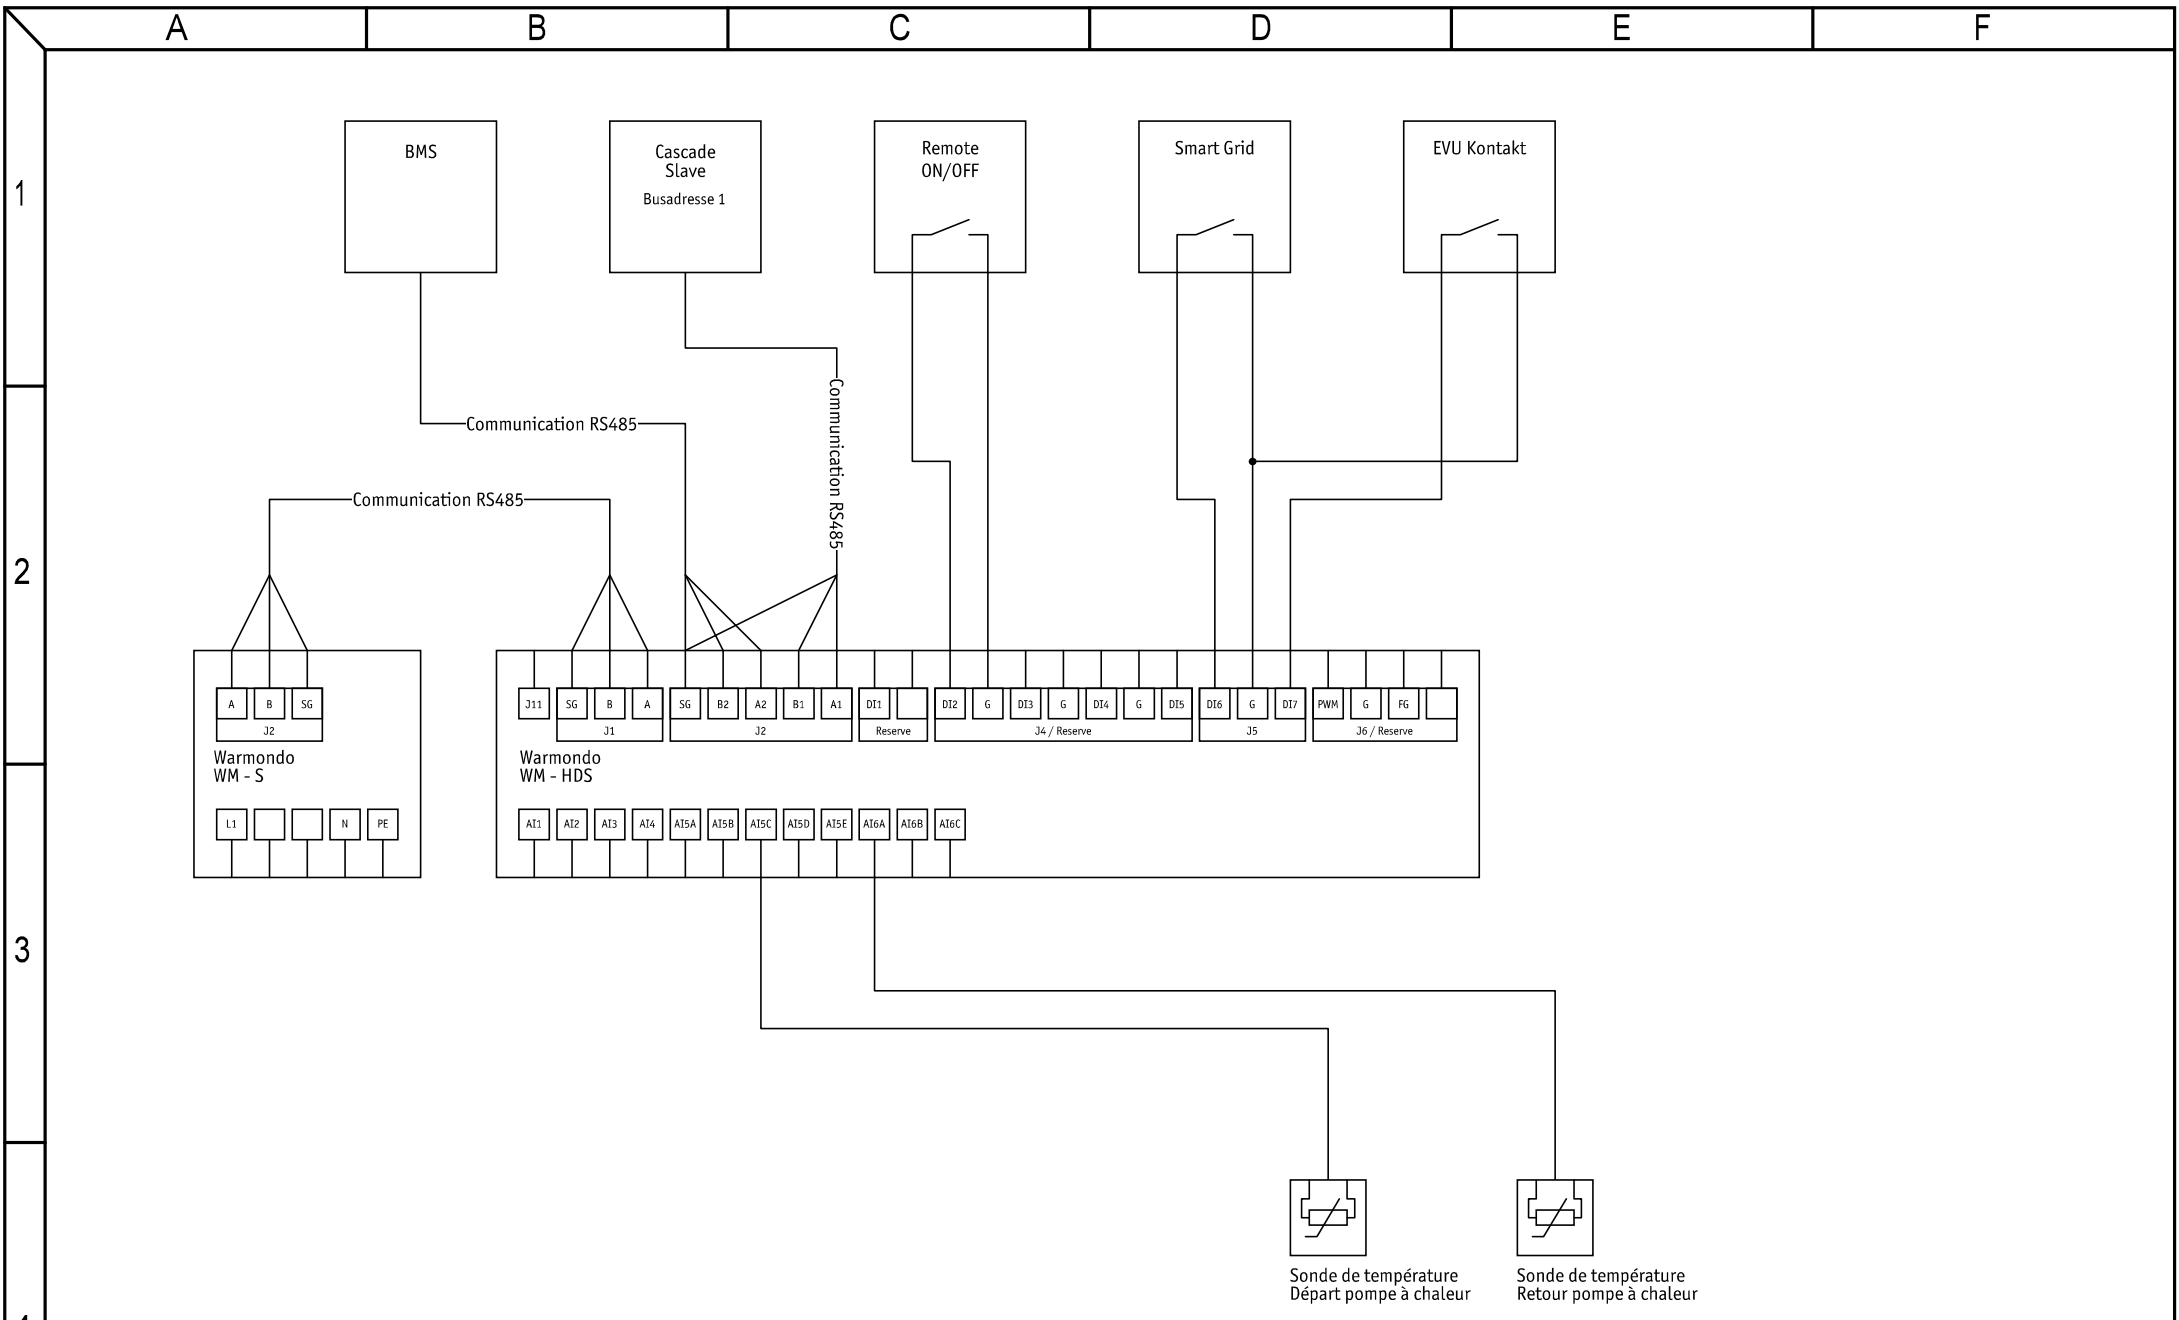 A B C D E F
1
BMS
Cascade
Slave
Busadresse 1
Remote
ON/OFF
Smart Grid
EVU Kontakt
Communication RS485
Communication RS485
Communication RS485
2
A B SG
J2
Warmondo
WM - S
L1 N PE
J11 SG B A SG B2 A2 B1 A1 DI1 DI2 G DI3 G DI4 G DI5 DI6 G DI7 PWM G FG
J1 J2 Reserve J4 / Reserve J5 J6 / Reserve
Warmondo
WM - HDS
AI1 AI2 AI3 AI4 AI5A AI5B AI5C AI5D AI5E AI6A AI6B AI6C
3
Sonde de température
Départ pompe à chaleur
Sonde de température
Retour pompe à chaleur